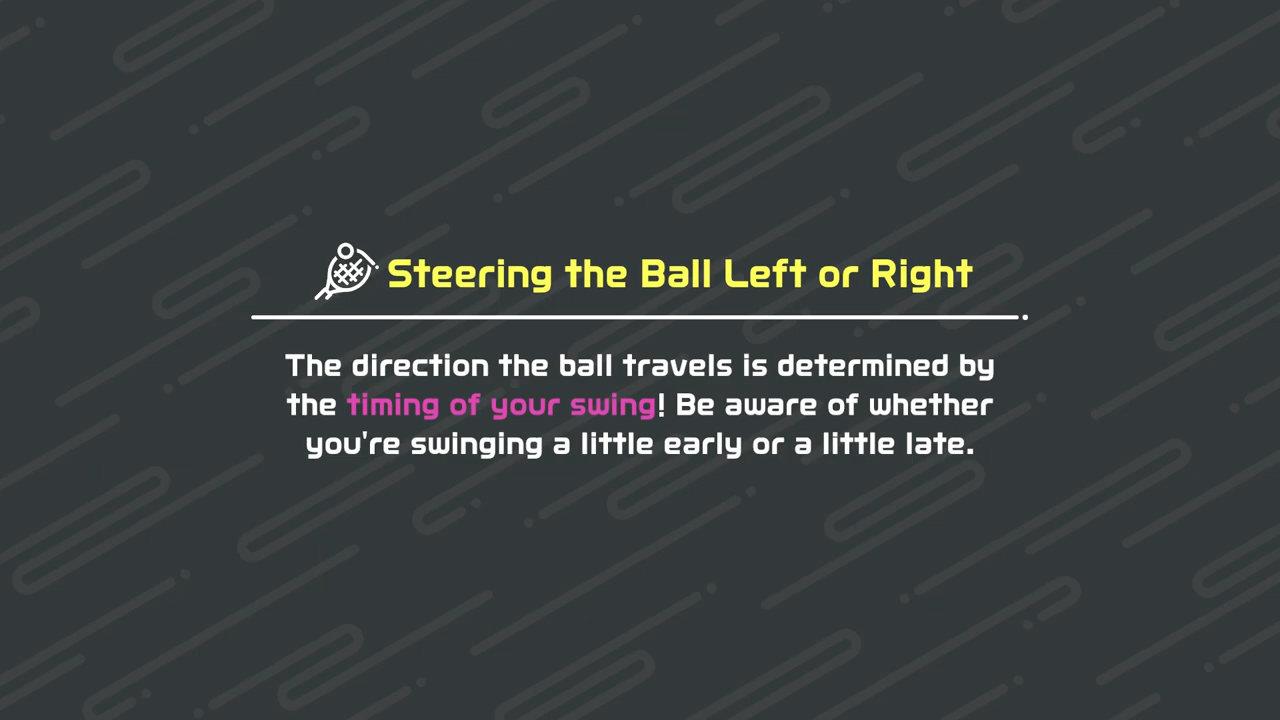 Steering the Ball Left or Right
The direction the ball travels is determined by
the timing of your swing! Be aware of whether
you're swinging a little early or a little late.